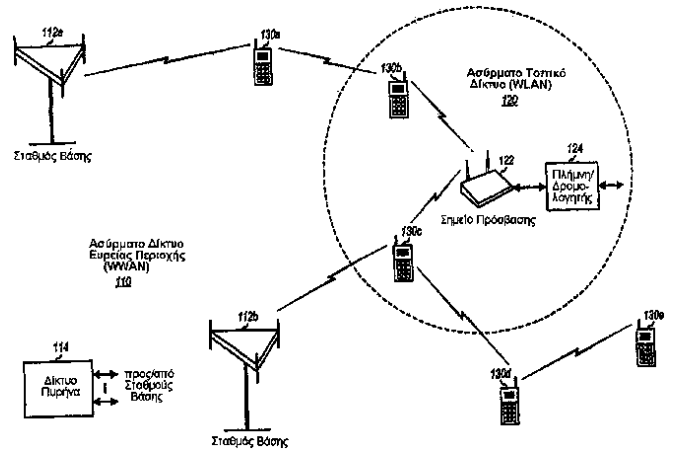 112a
130a
130b
Ασύρματο Τοπικό
Δίκτυο (WLAN)
120
Σταθμός Βάσης
122
124
Πλήμνη/
Δρομο-
λογητής
Σημείο Πρόσβασης
130c
Ασύρματο Δίκτυο
Ευρείας Περιοχής
(WWAN)
110
112b
130e
114
Δίκτυο
Πυρήνα
προς/από
Σταθμούς
Βάσης
130d
Σταθμός Βάσης